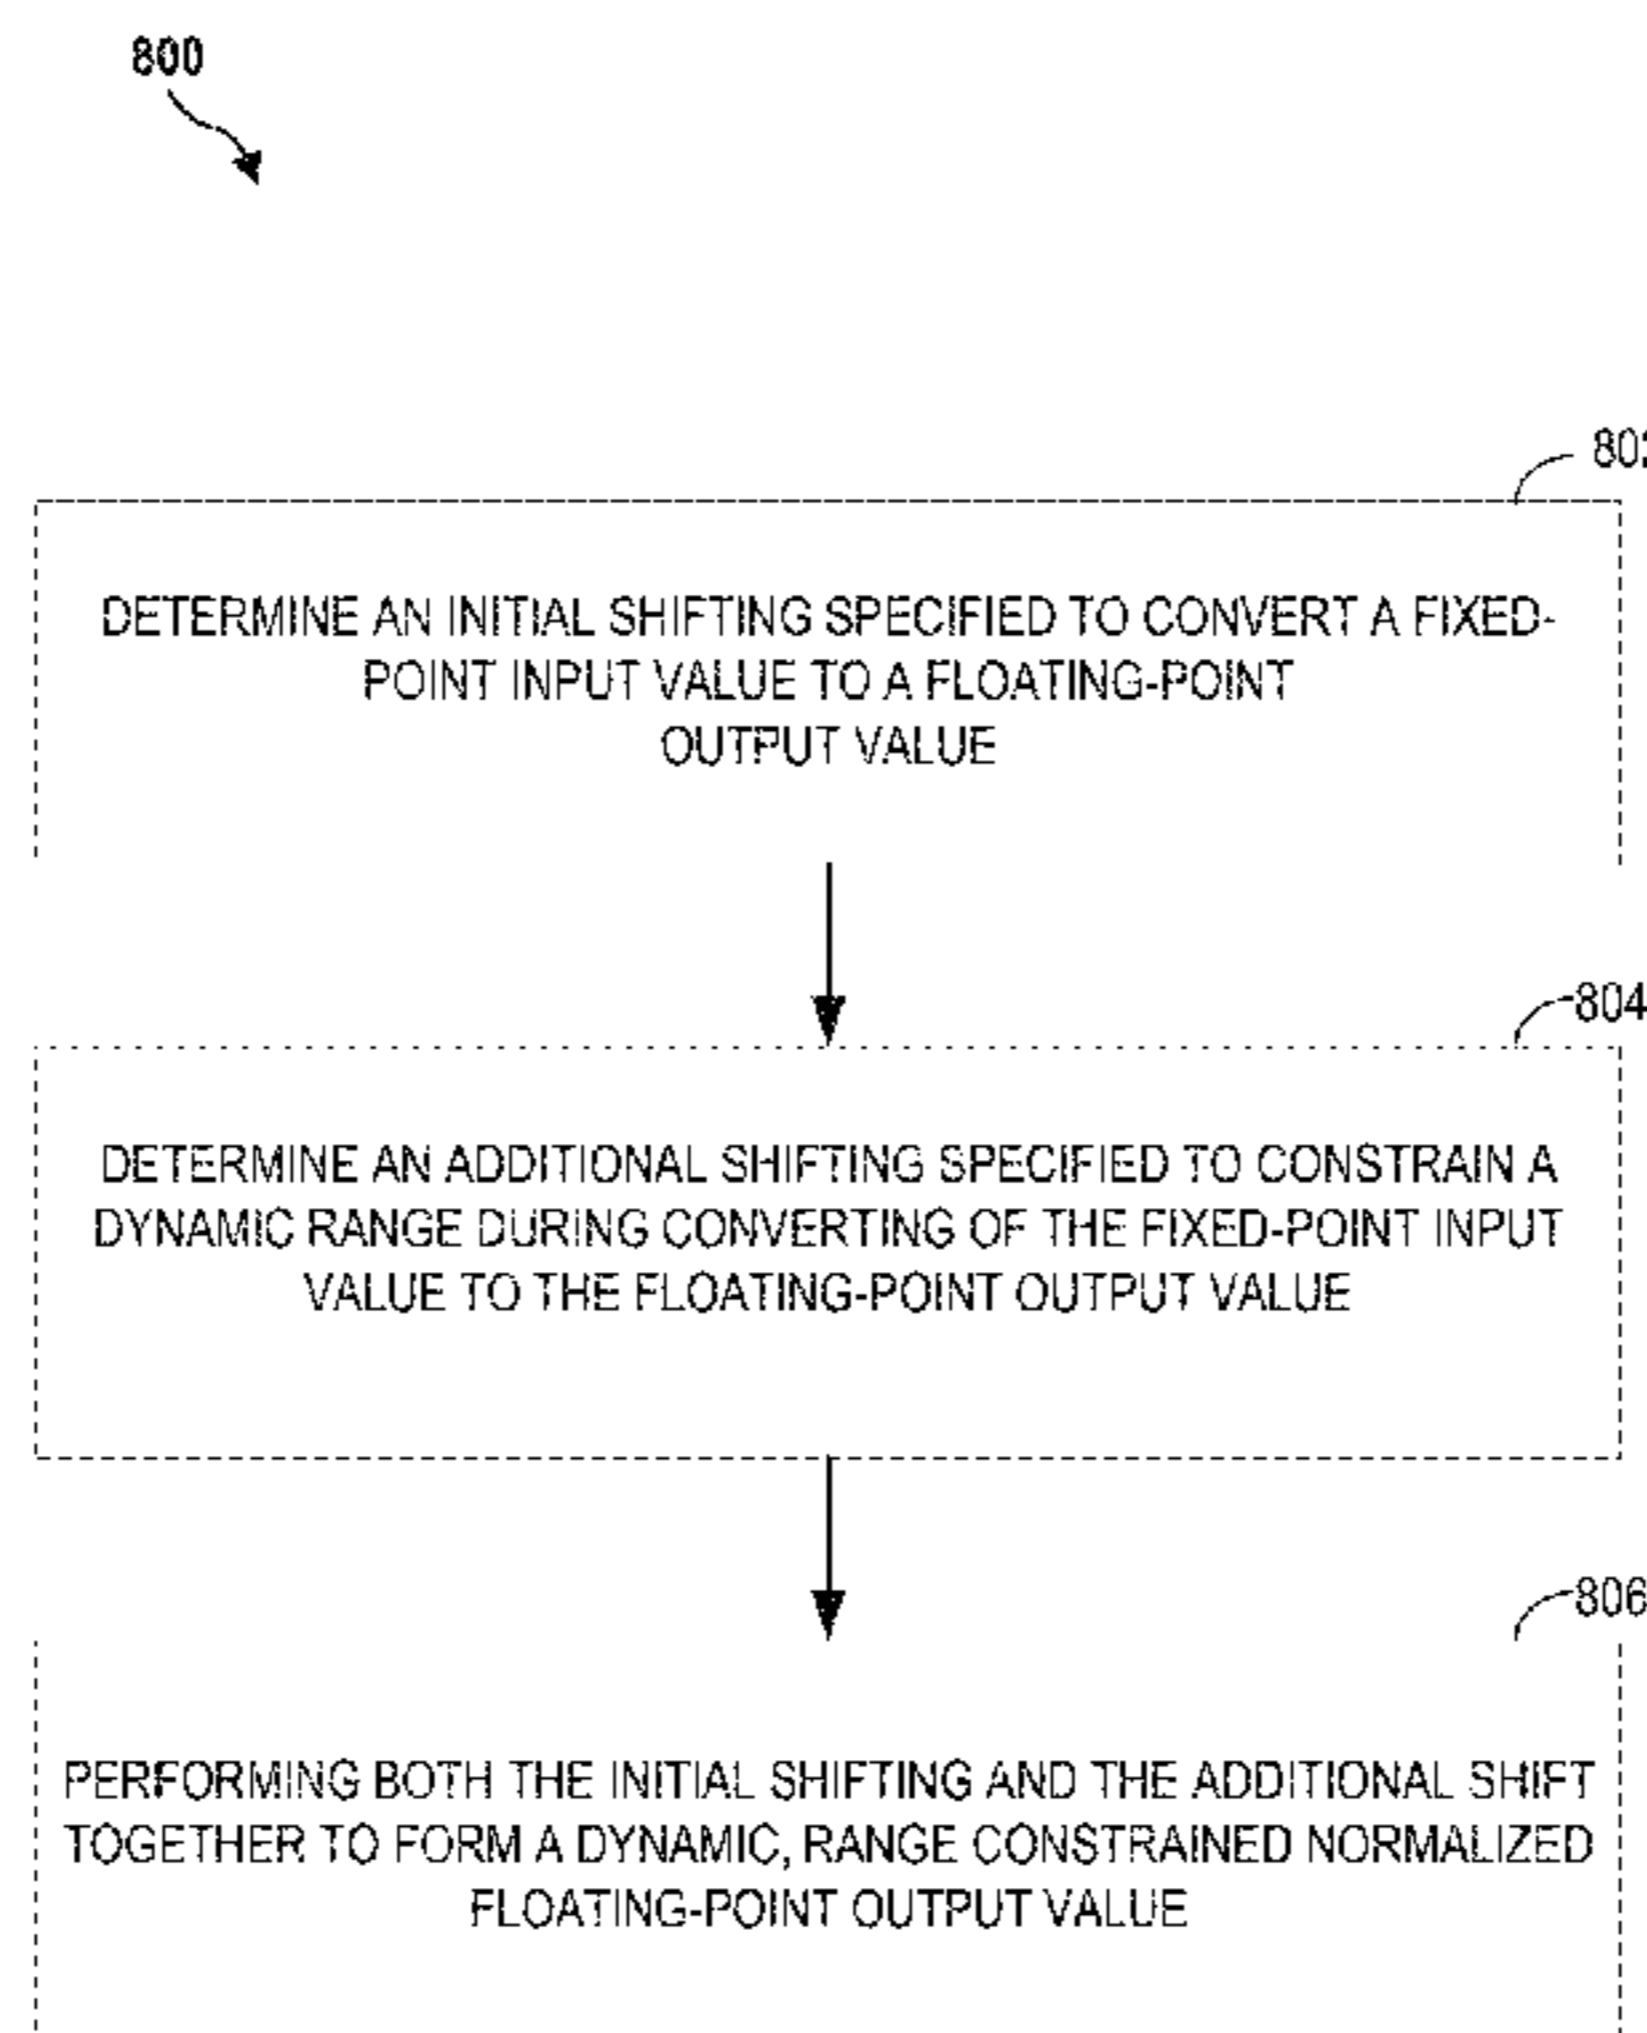 800
DETERMINE AN INITIAL SHIFTING SPECIFIED TO CONVERT A FIXED-
POINT INPUT VALUE TO A FLOATING-POINT
OUTPUT VALUE
804
DETERMINE AN ADDITIONAL SHIFTING SPECIFIED TO CONSTRAIN A
DYNAMIC RANGE DURING CONVERTING OF THE FIXED-POINT INPUT
VALUE TO THE FLOATING-POINT OUTPUT VALUE
806
PERFORMING BOTH THE INITIAL SHIFTING AND THE ADDITIONAL SHIFT
TOGETHER TO FORM A DYNAMIC, RANGE CONSTRAINED NORMALIZED
FLOATING-POINT OUTPUT VALUE